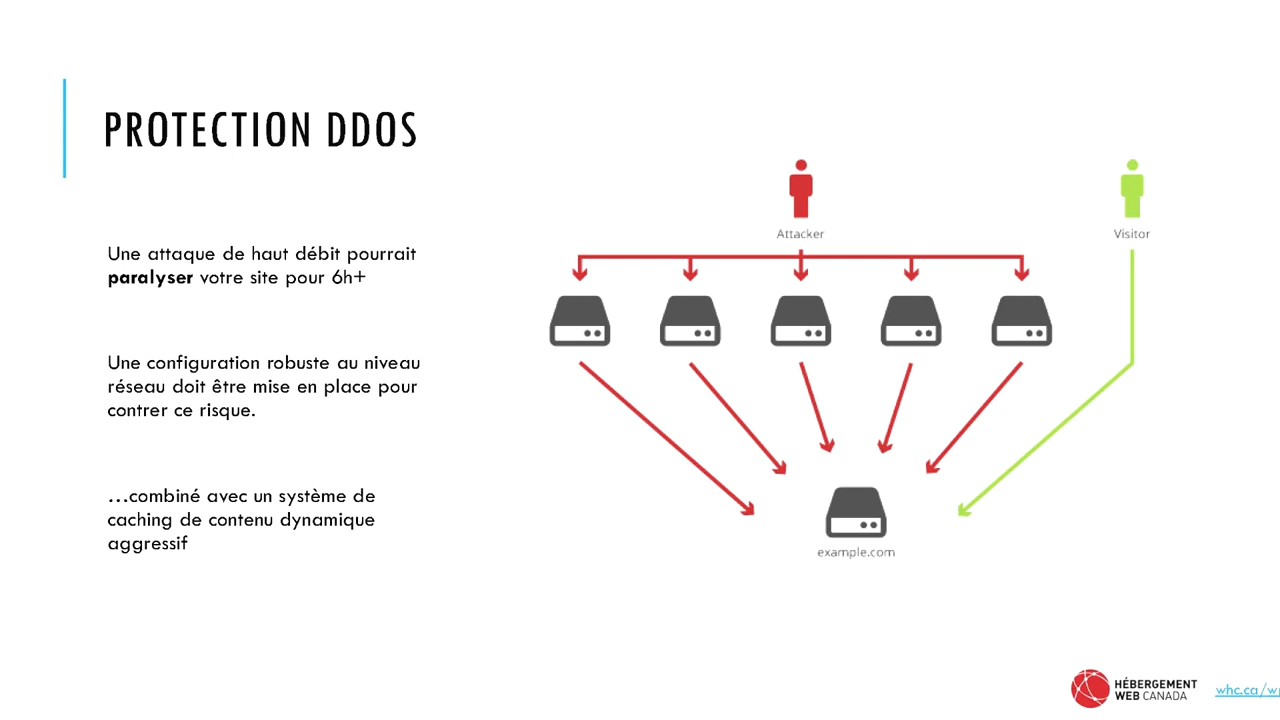 PROTECTION DDOS
Une attaque de haut débit pourrait
paralyser votre site pour 6h+
Une configuration robuste au niveau
réseau doit être mise en place pour
contrer ce risque.
...combiné avec un système de
caching de contenu dynamique
aggressif
Attacker
Visitor
example.com
HÉBERGEMENT
WEB CANADA